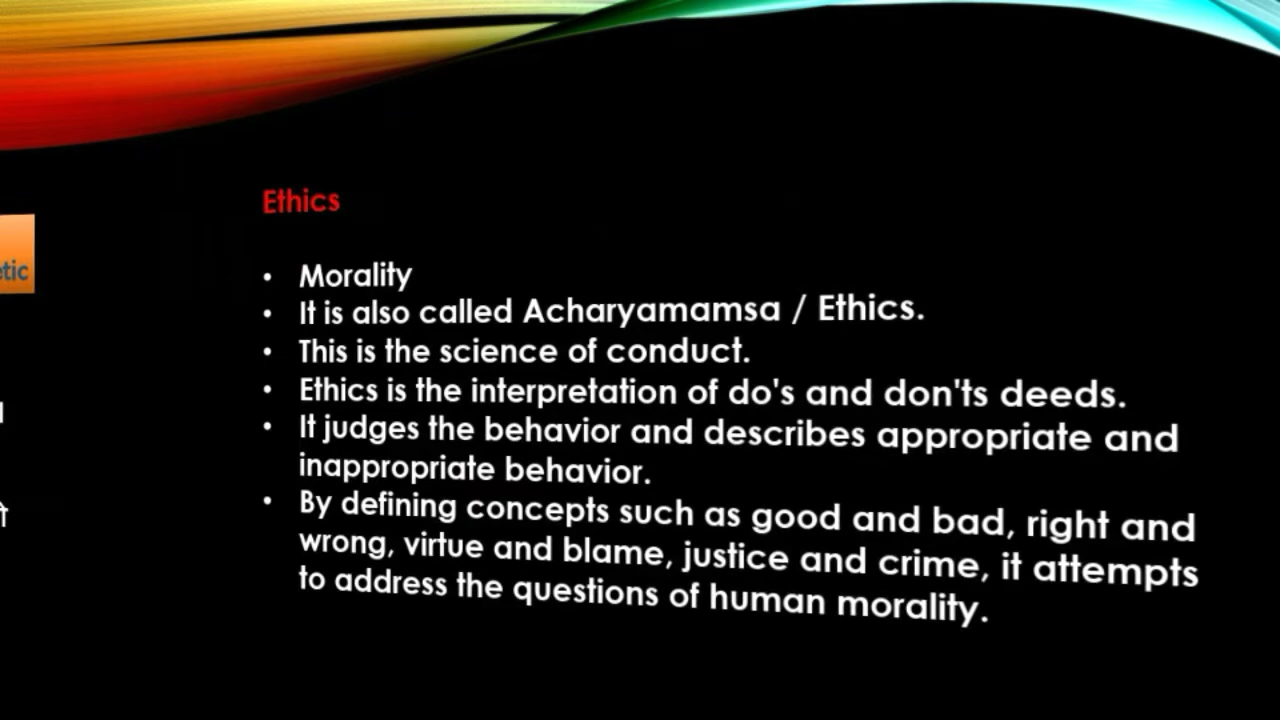 etic
Ethics
• Morality
• It is also called Acharyamamsa / Ethics.
• This is the science of conduct.
• Ethics is the interpretation of do's and don'ts deeds.
• It judges the behavior and describes appropriate and
inappropriate behavior.
• By defining concepts such as good and bad, right and
wrong, virtue and blame, justice and crime, it attempts
to address the questions of human morality.